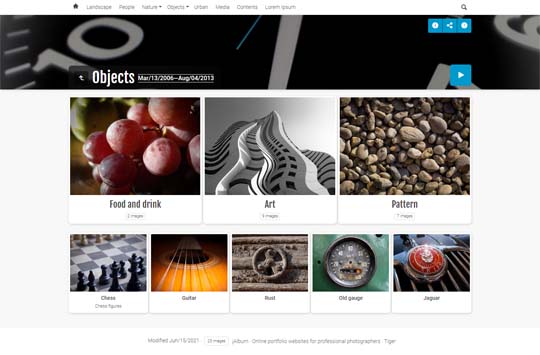 Landscape People Nature Objects Urban Media Contents Lorem Ipsum
Objects Mar/13/2006—Aug/04/2013
Food and drink Art Pattern
2 images 9 images 7 images
Chess Guitar Rust Old gauge Jaguar
Chess figures
Modified Jun/15/2021 23 images jAlbum · Online portfolio websites for professional photographers · Tiger